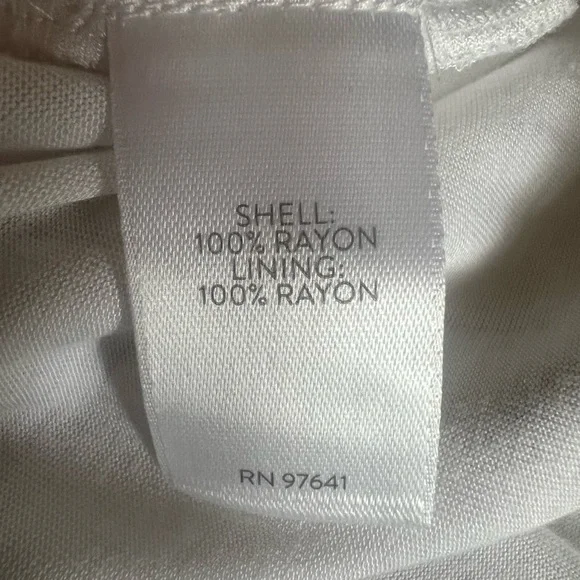 SHELL:
100% RAYON
LINING:
100% RAYON
RN 97641